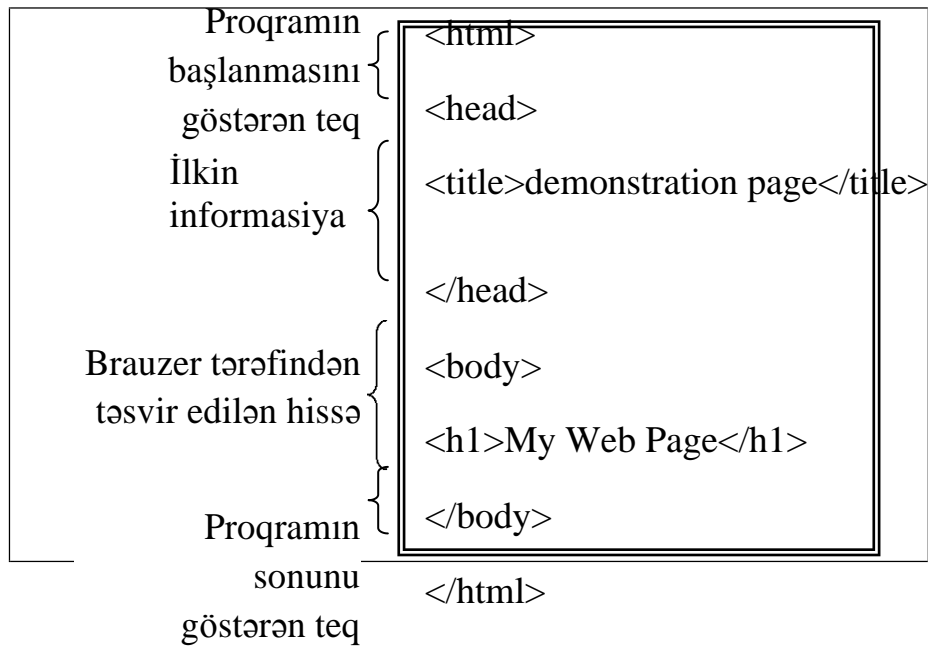 Proqramın
başlanmasını
göstərən teq
<html>
<head>
İlkin
informasiya
<title>demonstration page</title>
</head>
Brauzer tərəfindən
təsvir edilən hissə
<body>
<h1>My Web Page</h1>
</body>
Proqramın
sonunu
göstərən teq
</html>